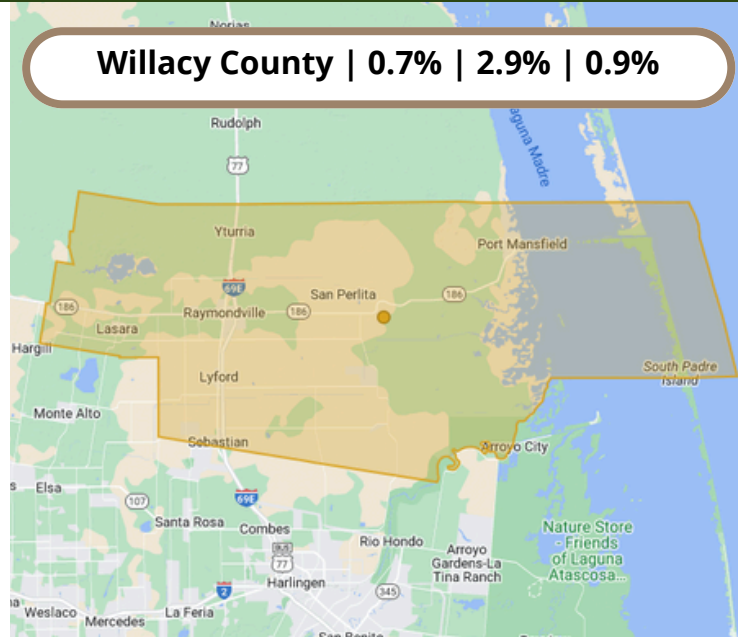 Norias
Willacy County | 0.7% | 2.9% | 0.9%
Laguna Madre
Rudolph
77
Yturria
Port Mansfield
69E
San Perlita
186
186
Raymondville
186
Lasara
Hargill
South Padre
Island
Lyford
Monte Alto
Sebastian
Arroyo City
Elsa
107
69E
Santa Rosa
Combes
Nature Store
- Friends
of Laguna
Atascosa...
Rio Hondo
Arroyo
Gardens-La
Tina Ranch
77
Harlingen
2
345
Weslaco
Mercedes
La Feria
San Benito